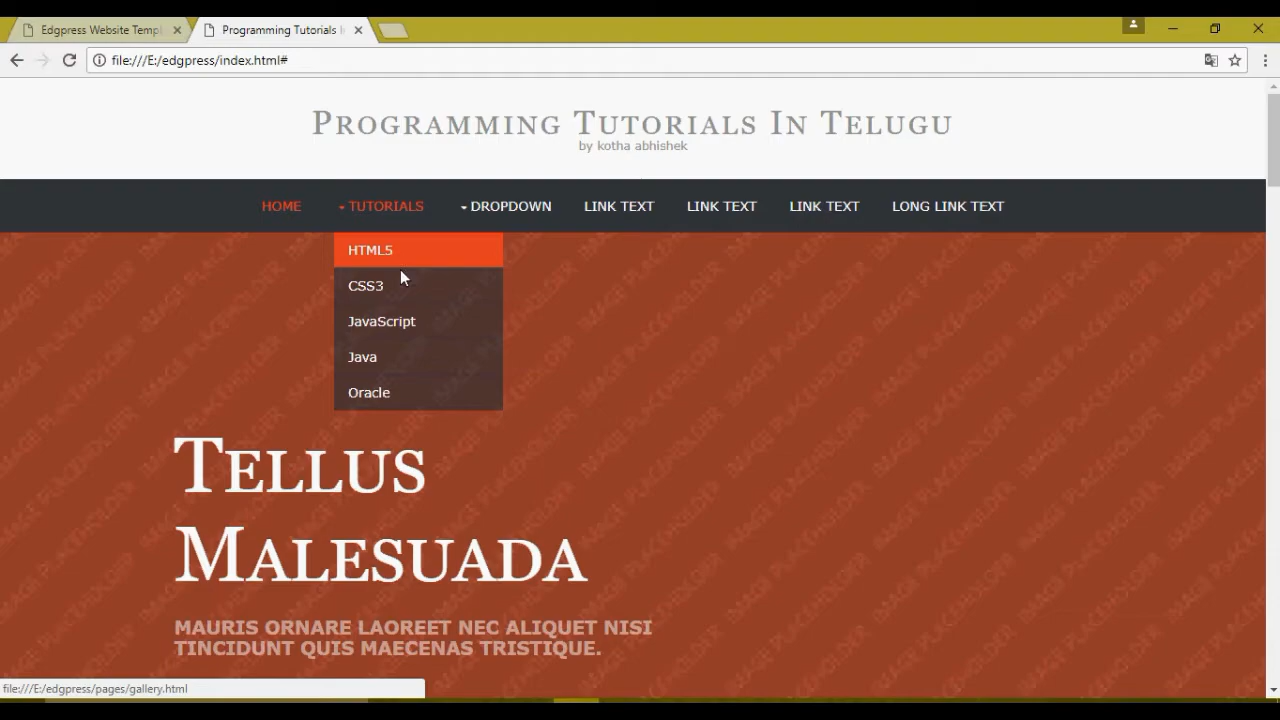 Edgpress Website Templ
Programming Tutorials I
file:///E:/edgpress/index.html#
Programming Tutorials In Telugu
by kotha abhishek
HOME TUTORIALS DROPDOWN LINK TEXT LINK TEXT LINK TEXT LONG LINK TEXT
HTML5
CSS3
JavaScript
Java
Oracle
Tellus
Malesuada
MAURIS ORNARE LAOREET NEC ALIQUET NISI
TINCIDUNT QUIS MAECENAS TRISTIQUE.
file:///E:/edgpress/pages/gallery.html